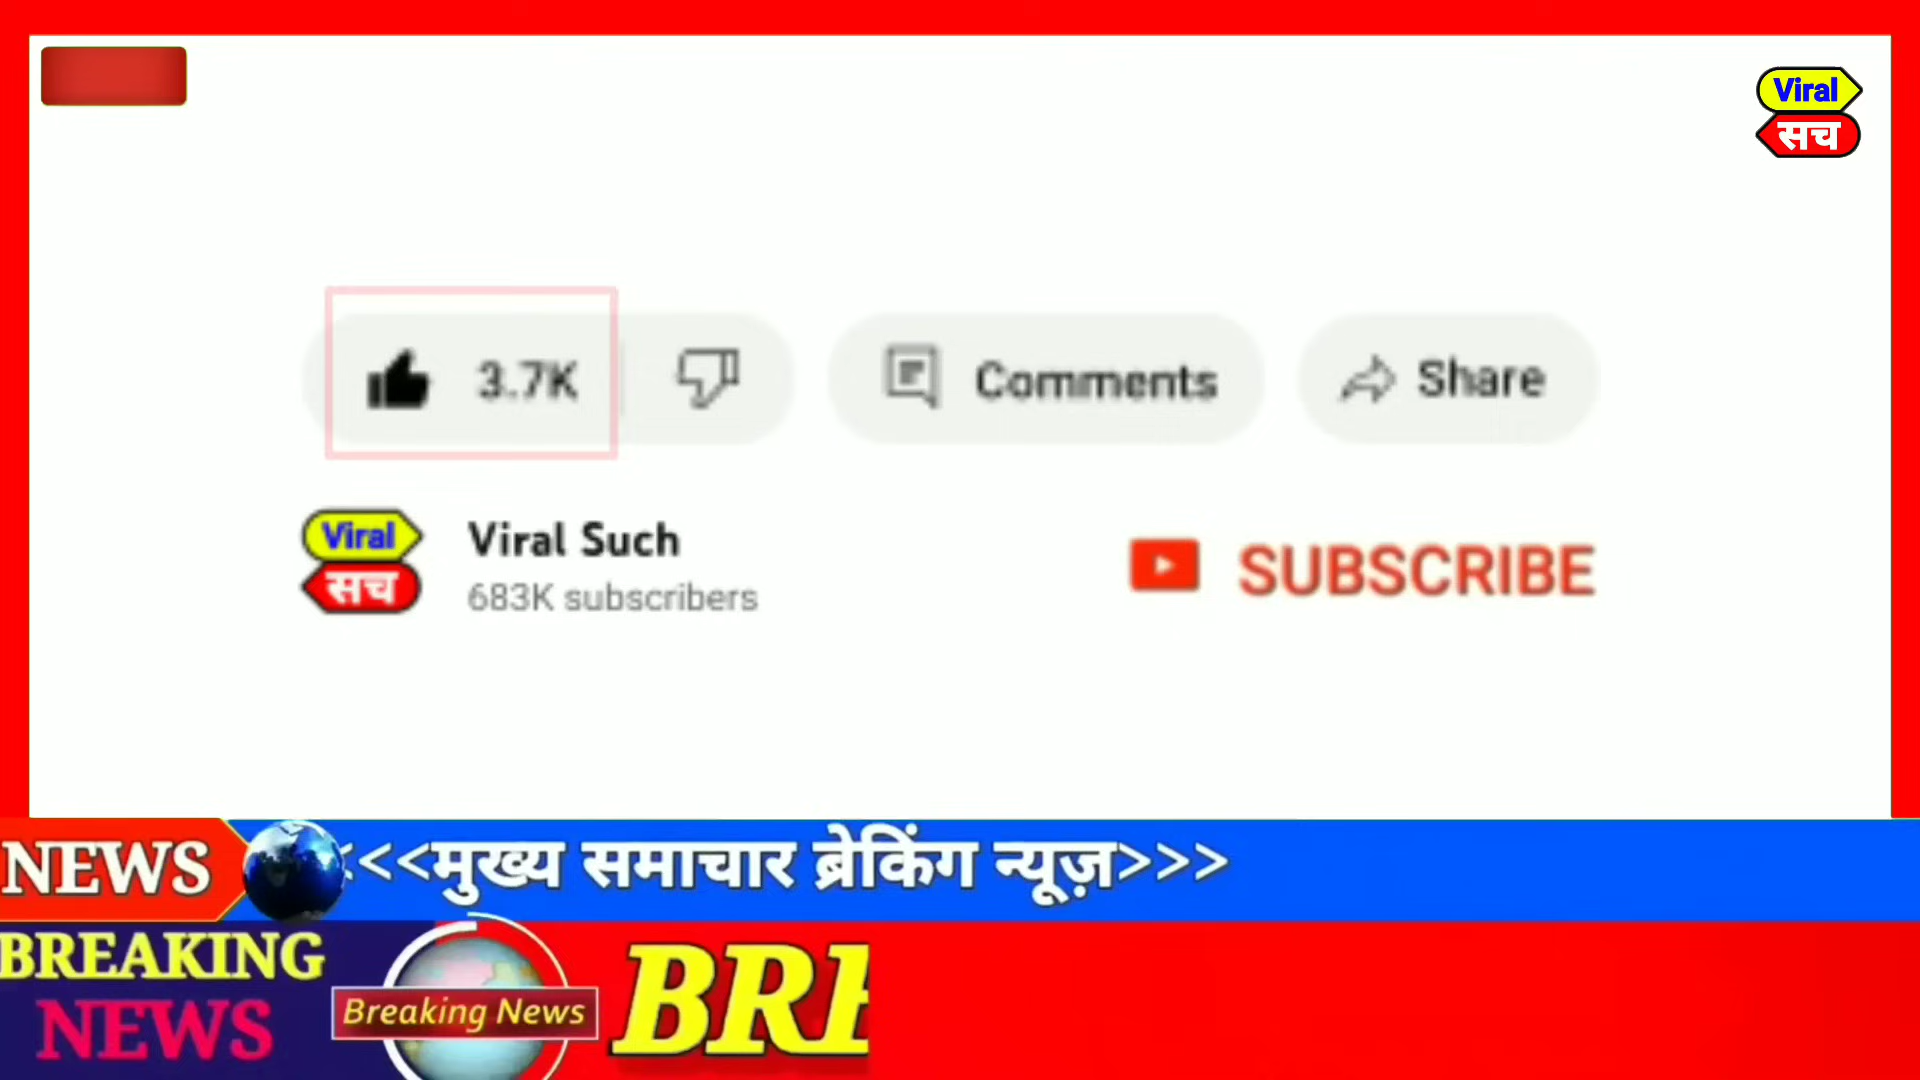 Viral
सच
3.7K
Comments
Share
Viral
सच
Viral Such
683K subscribers
SUBSCRIBE
NEWS
<<<मुख्य समाचार ब्रेकिंग न्यूज़>>>
BREAKING
NEWS
Breaking News